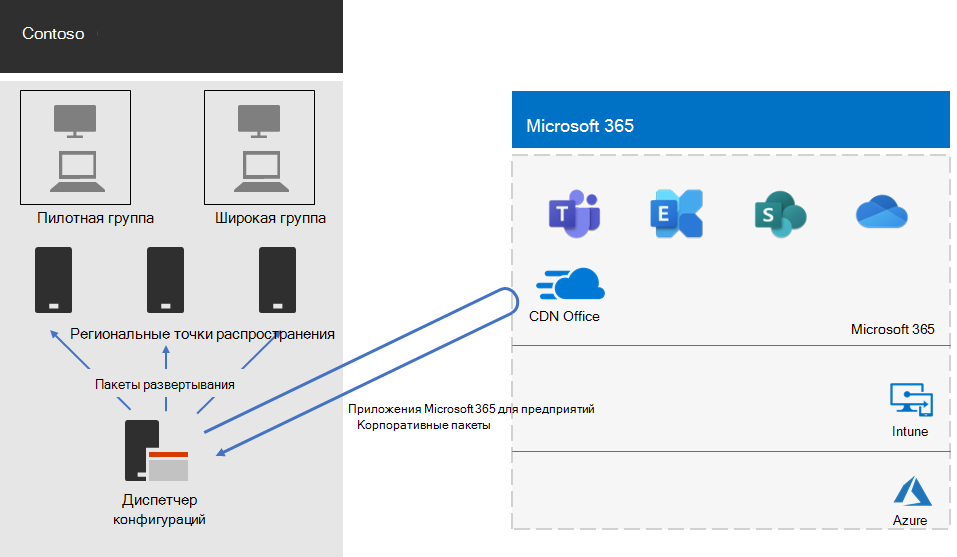 Contoso
Пилотная группа
Широкая группа
Региональные точки распространения
Пакеты развертывания
Диспетчер
конфигураций
Приложения Microsoft 365 для предприятий
Корпоративные пакеты
Microsoft 365
T
E
S
CDN Office
Microsoft 365
Intune
Azure